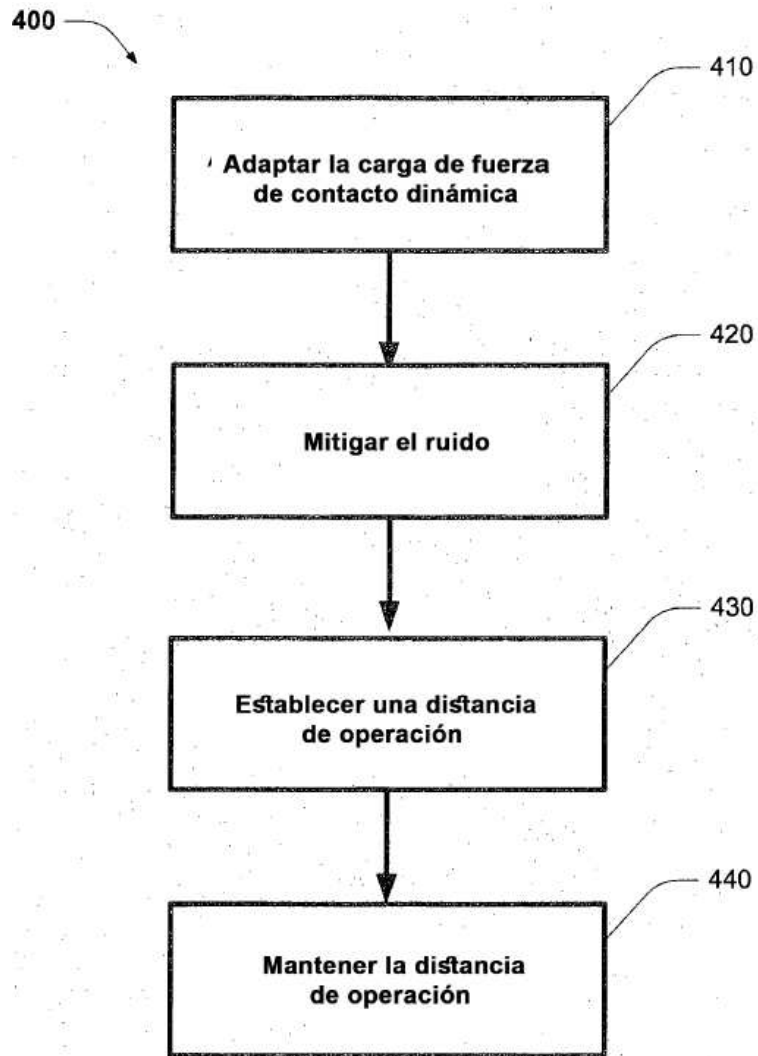 400
410
Adaptar la carga de fuerza
de contacto dinámica
420
Mitigar el ruido
430
Establecer una distancia
de operación
440
Mantener la distancia
de operación